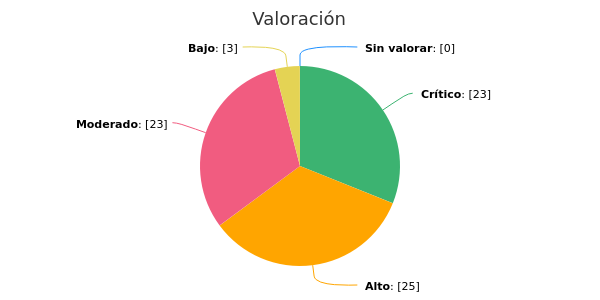 Valoración
Bajo: [3]
Sin valorar: [0]
Crítico: [23]
Moderado: [23]
Alto: [25]